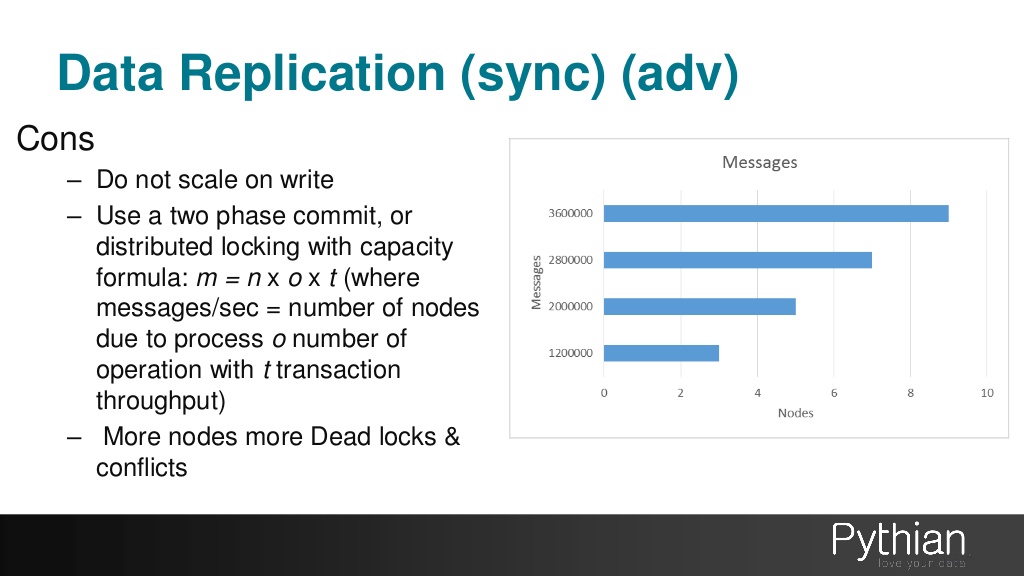 Data Replication (sync) (adv)
Cons
– Do not scale on write
– Use a two phase commit, or
distributed locking with capacity
formula: m = n x o x t (where
messages/sec = number of nodes
due to process o number of
operation with t transaction
throughput)
– More nodes more Dead locks &
conflicts
Messages
Messages
3600000
2800000
2000000
1200000
0 2 4 6 8 10
Nodes
Pythian
love your data